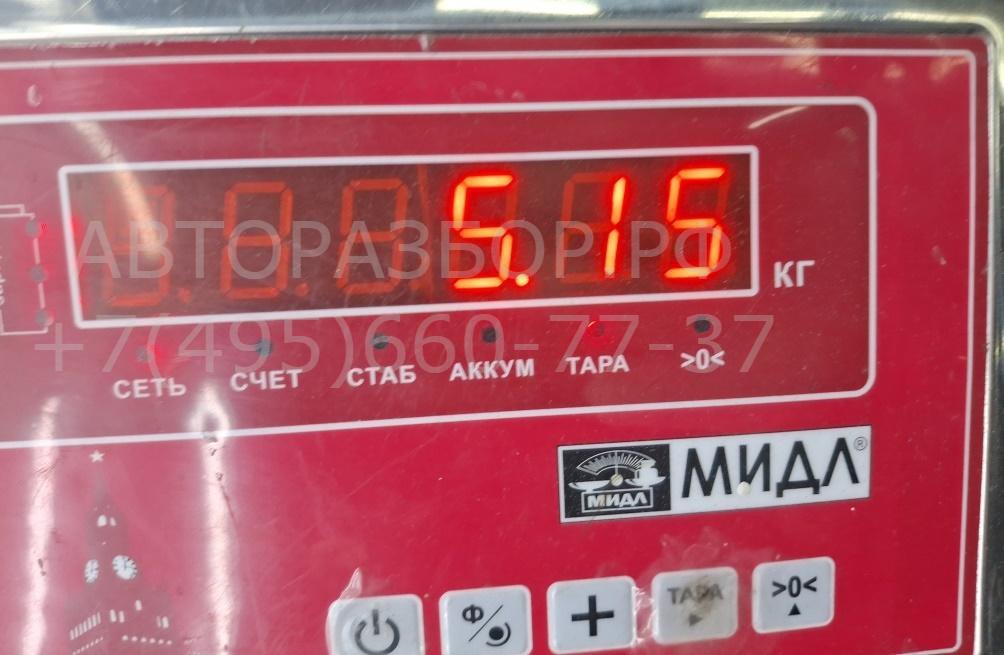 5.15
КГ
АВТОРАЗБОР.РФ
+7(495)660-77-37
СЕТЬ СЧЕТ СТАБ АККУМ ТАРА >0<
МИДЛ МИДЛ®
Ф/ + ТАРА >0<